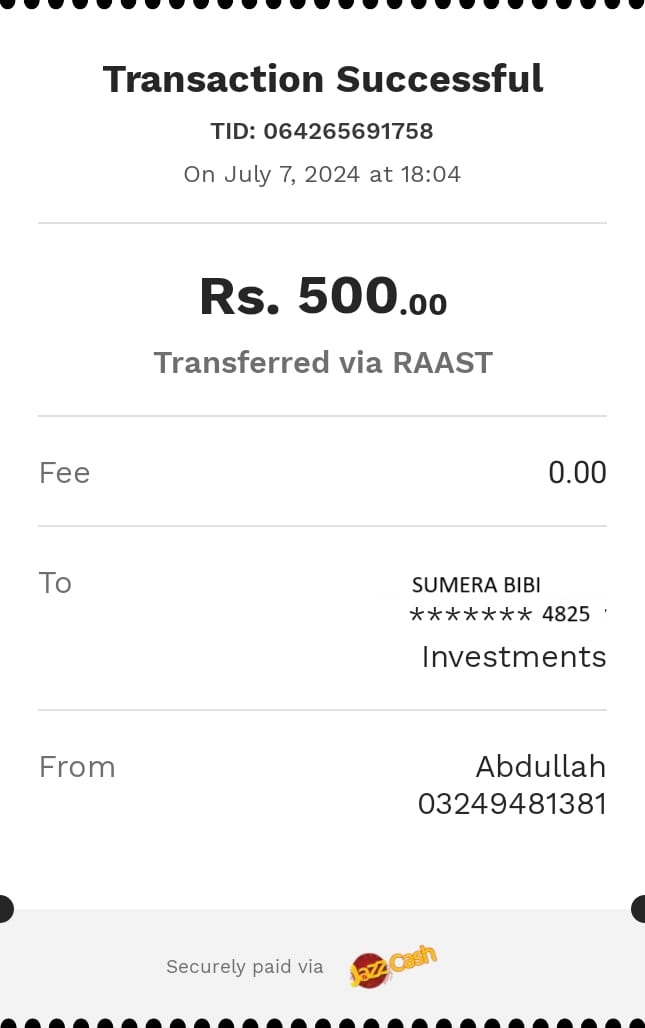 Transaction Successful
TID: 064265691758
On July 7, 2024 at 18:04
Rs. 500.00
Transferred via RAAST
Fee 0.00
To SUMERA BIBI
******* 4825
Investments
From Abdullah
03249481381
Securely paid via JazzCash